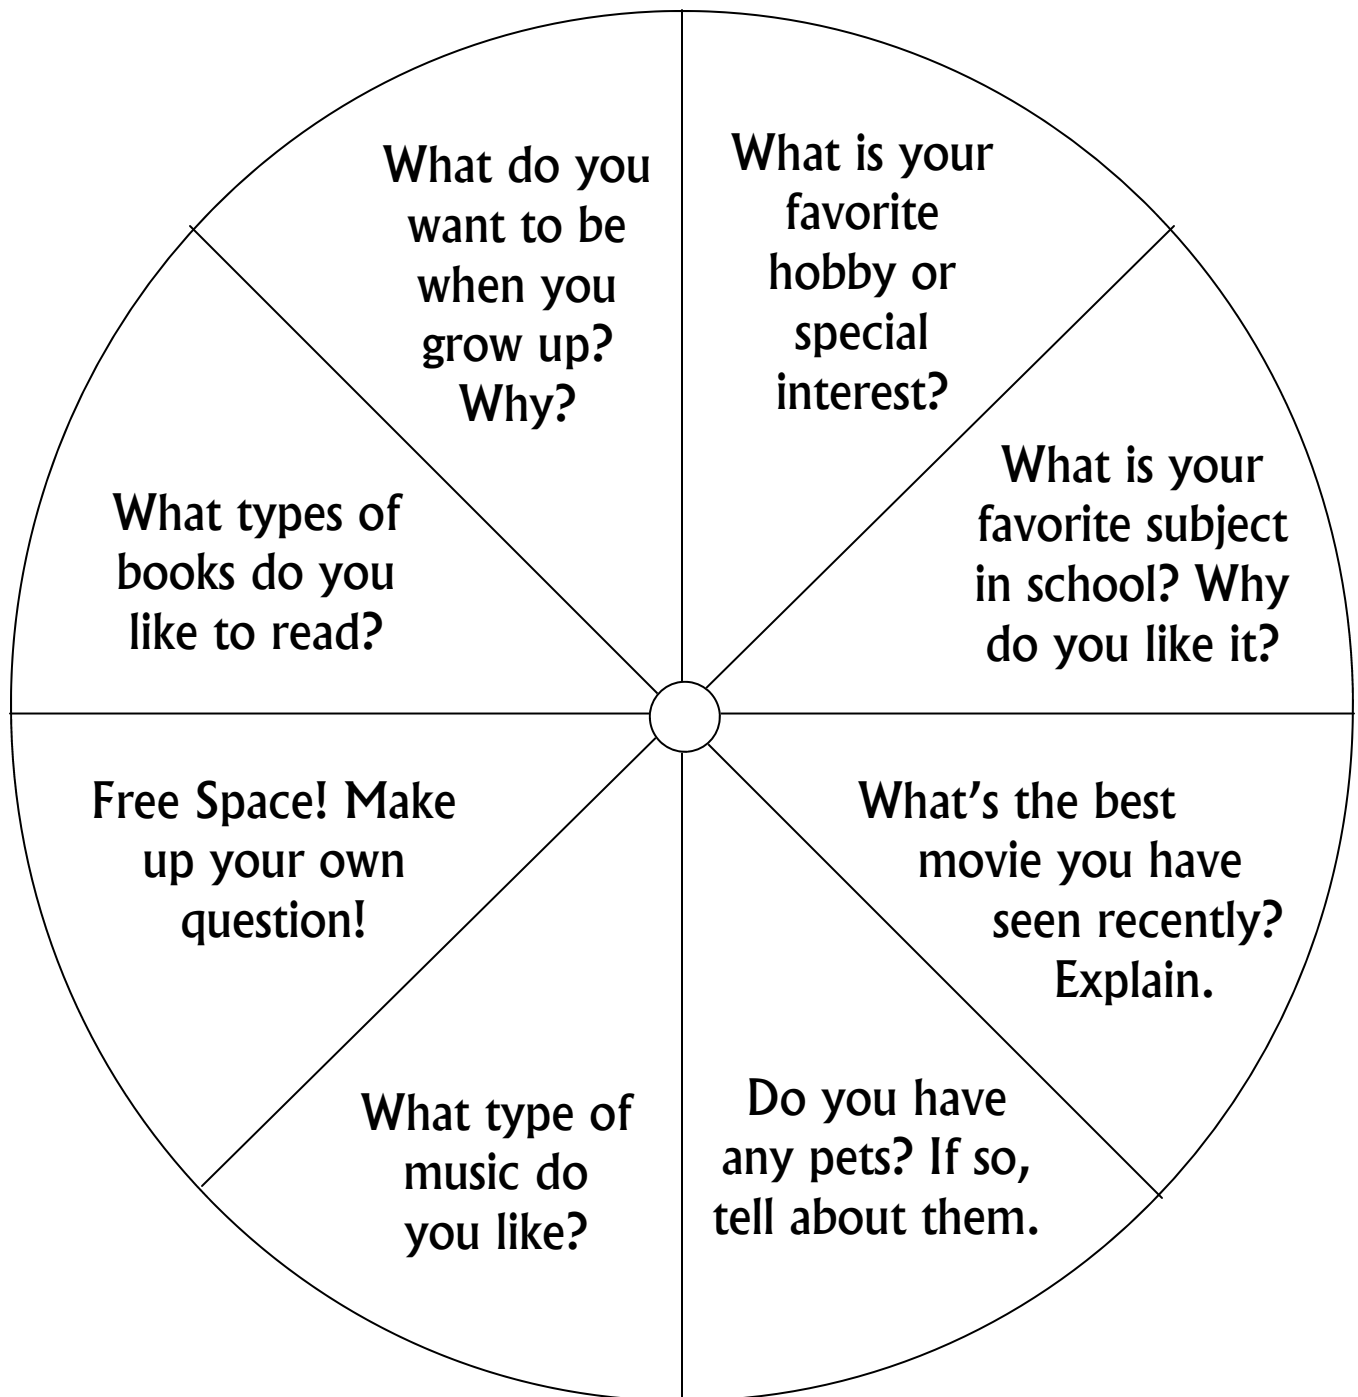 What do you
want to be
when you
grow up?
Why?
What is your
favorite
hobby or
special
interest?
What is your
favorite subject
in school? Why
do you like it?
What types of
books do you
like to read?
Free Space! Make
up your own
question!
What's the best
movie you have
seen recently?
Explain.
What type of
music do
you like?
Do you have
any pets? If so,
tell about them.